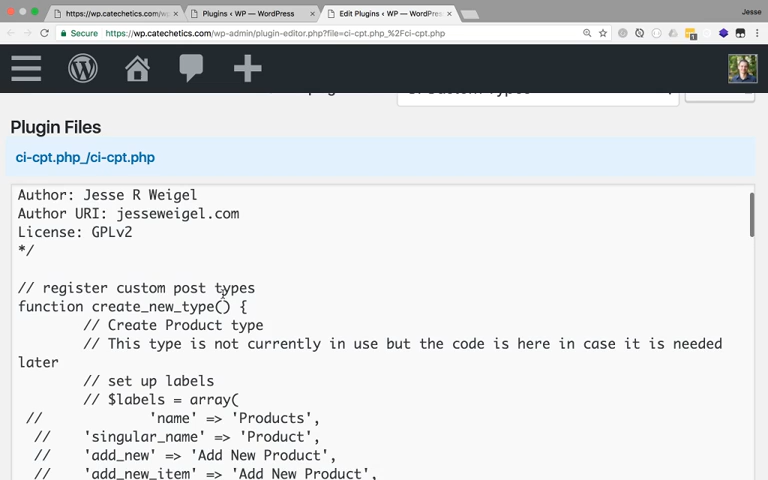 https://wp.catechetics.com/w
Plugins ‹ WP — WordPress
Edit Plugins ‹ WP — WordPres
Jesse
Secure
https://wp.catechetics.com/wp-admin/plugin-editor.php?file=ci-cpt.php_%2Fci-cpt.php
Plugin Files
ci-cpt.php_/ci-cpt.php
Author: Jesse R Weigel
Author URI: jesseweigel.com
License: GPLv2
*/
// register custom post types
function create_new_type() {
// Create Product type
// This type is not currently in use but the code is here in case it is needed
later
// set up labels
// $labels = array(
// 'name' => 'Products',
// 'singular_name' => 'Product',
// 'add_new' => 'Add New Product',
// 'add_new_item' => 'Add New Product',